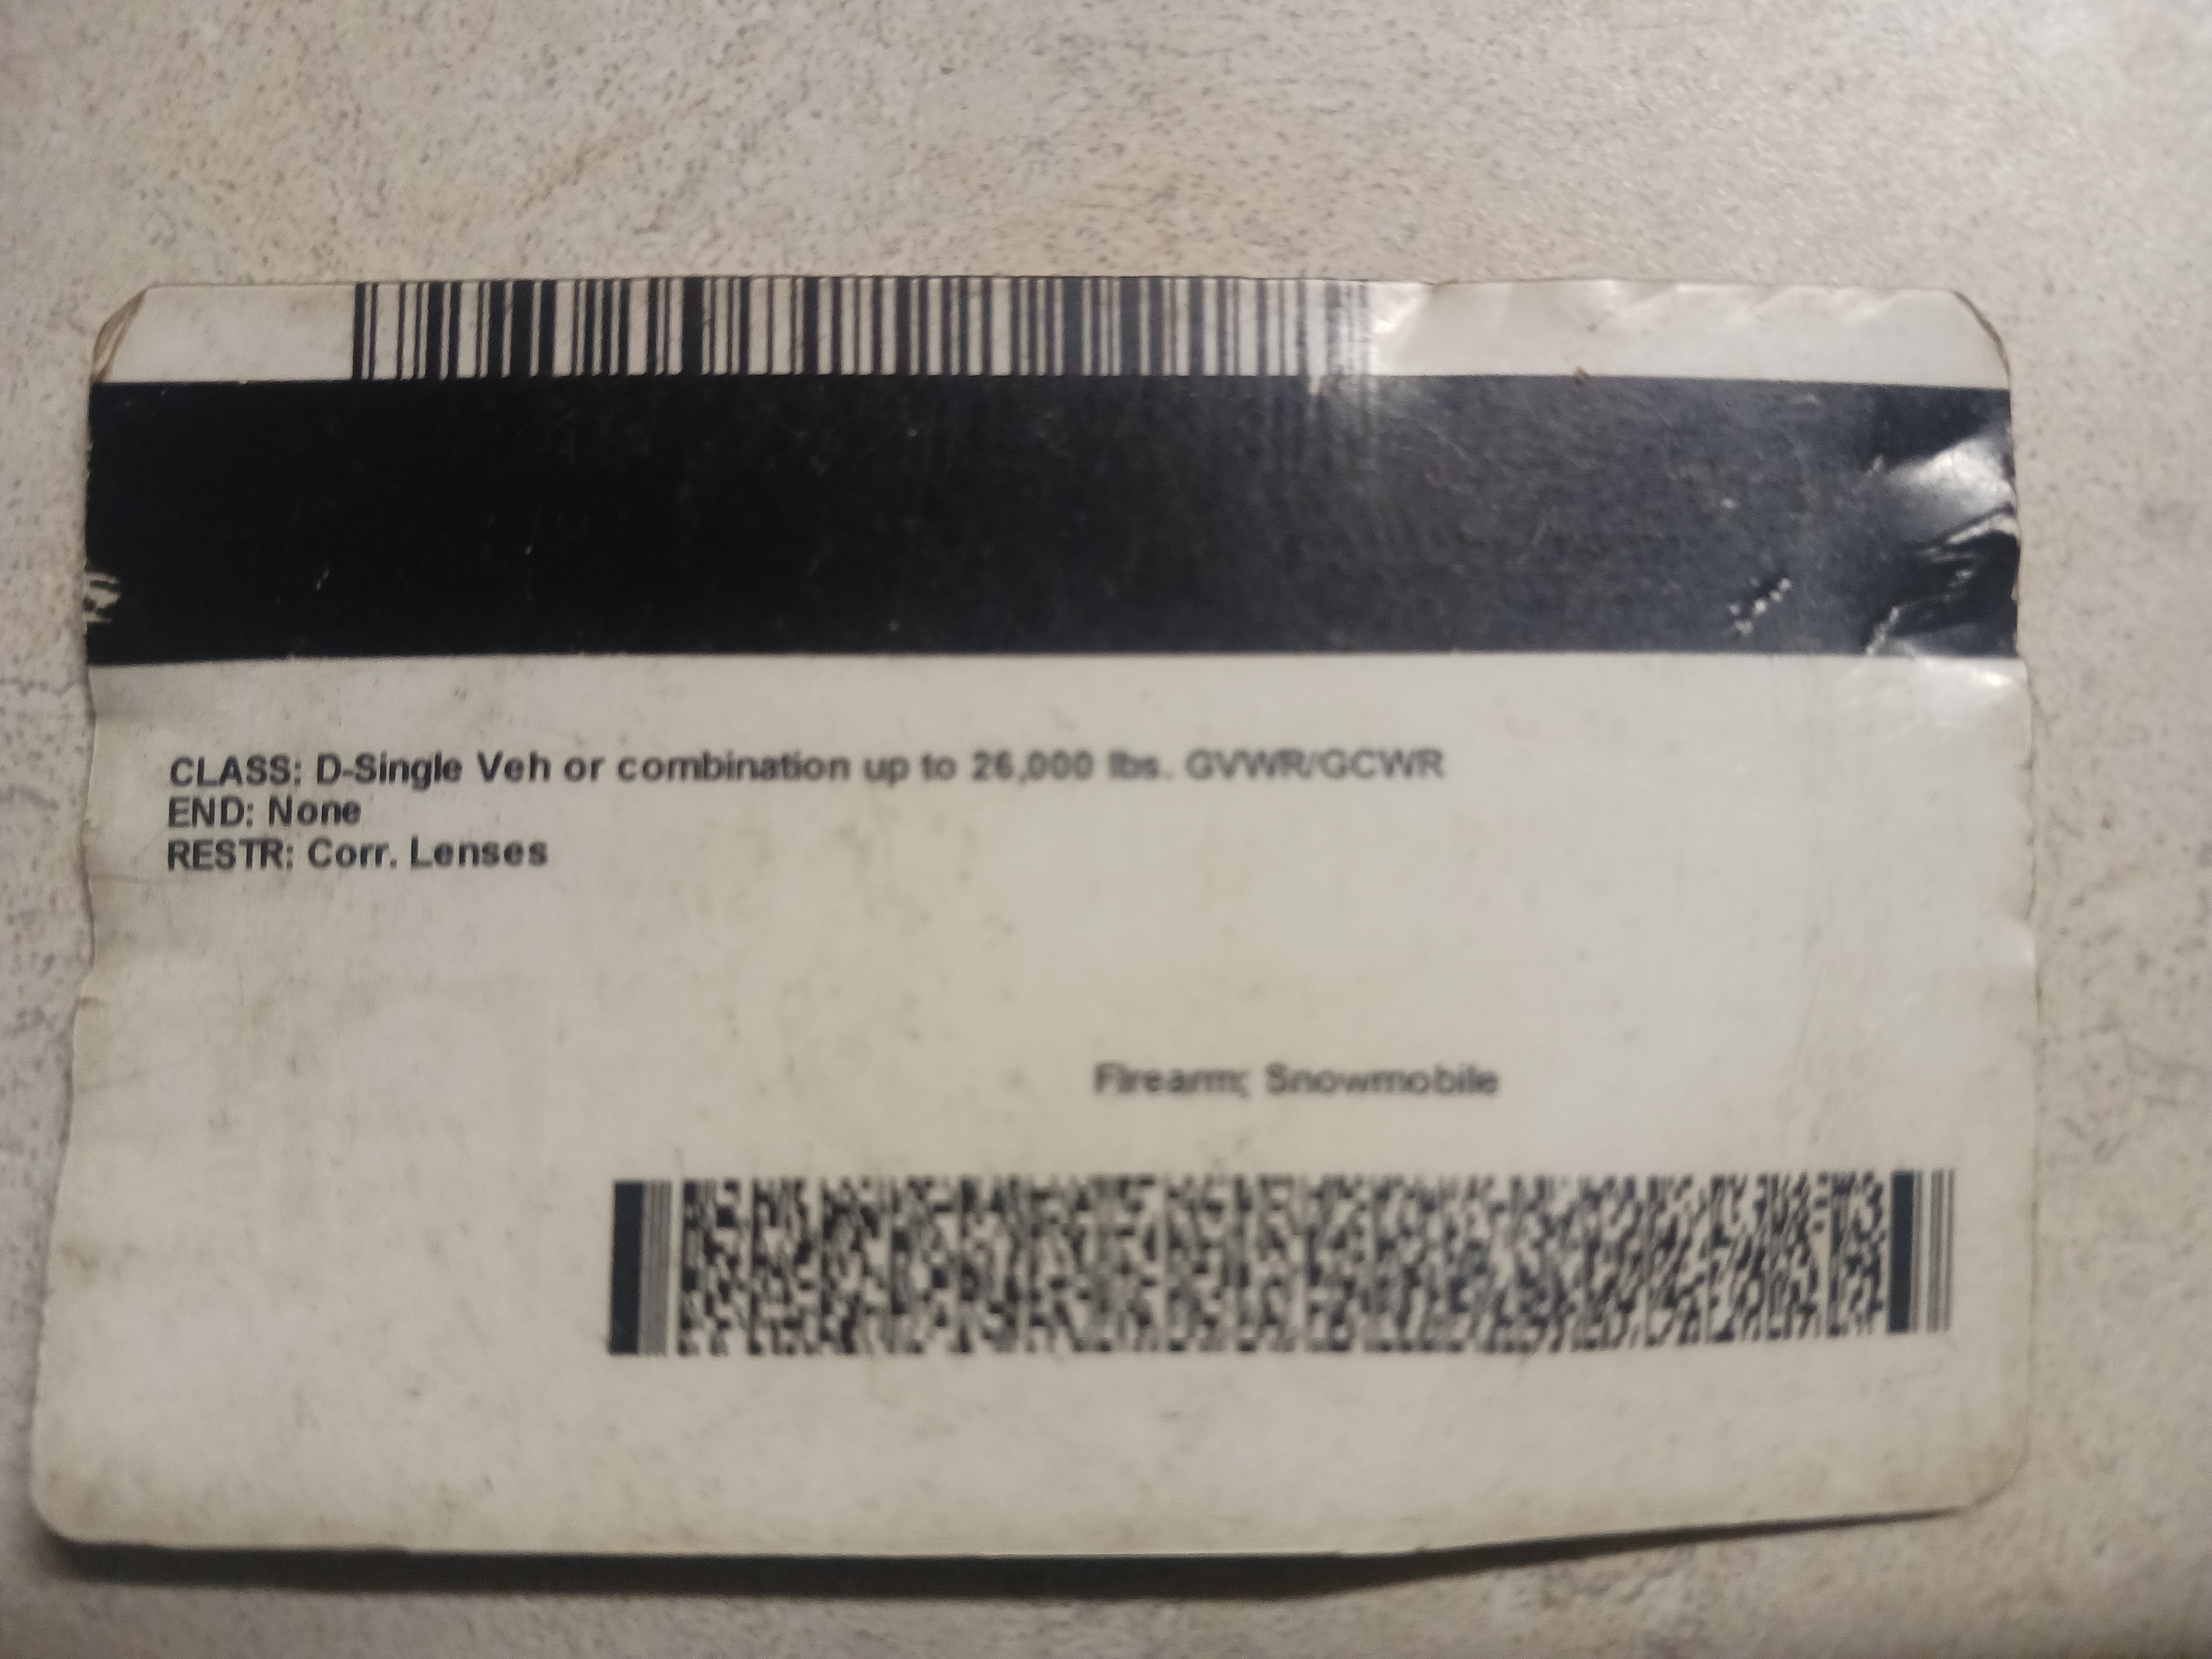 CLASS: D-Single Veh or combination up to 26,000 lbs. GVWR/GCWR
END: None
RESTR: Corr. Lenses
Firearm; Snowmobile